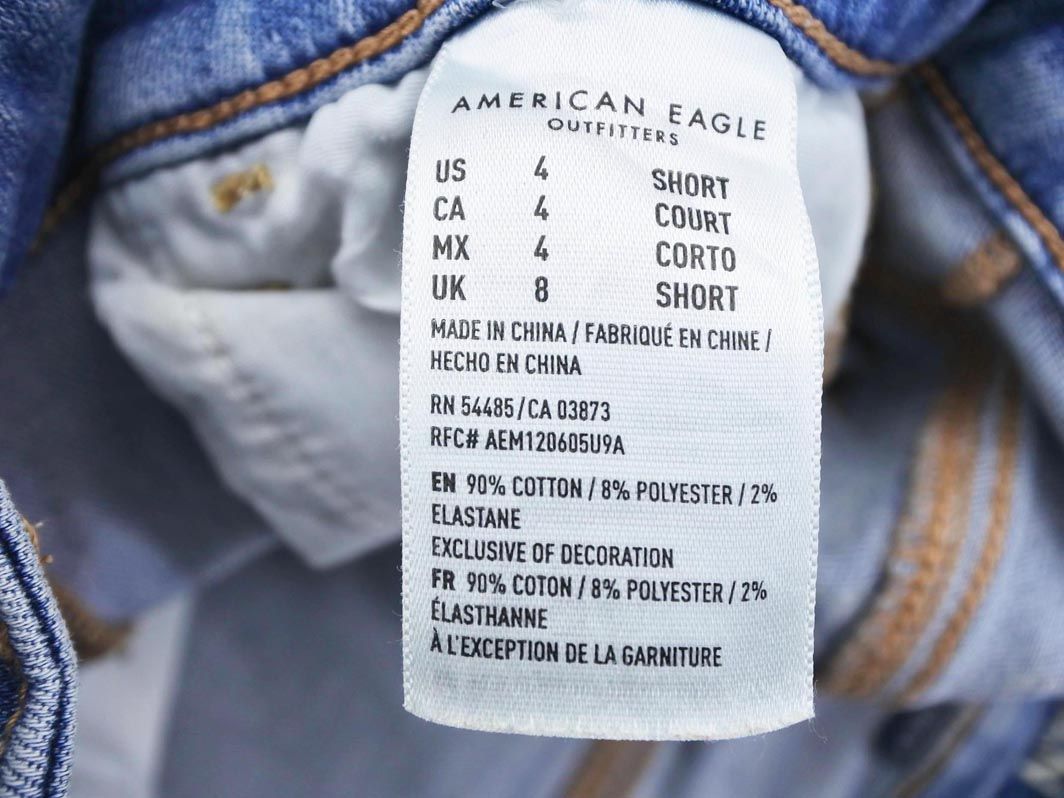 AMERICAN EAGLE
OUTFITTERS
US 4 SHORT
CA 4 COURT
MX 4 CORTO
UK 8 SHORT
MADE IN CHINA / FABRIQUÉ EN CHINE /
HECHO EN CHINA
RN 54485/CA 03873
RFC# AEM120605U9A
EN 90% COTTON / 8% POLYESTER / 2%
ELASTANE
EXCLUSIVE OF DECORATION
FR 90% COTON / 8% POLYESTER / 2%
ÉLASTHANNE
À L'EXCEPTION DE LA GARNITURE